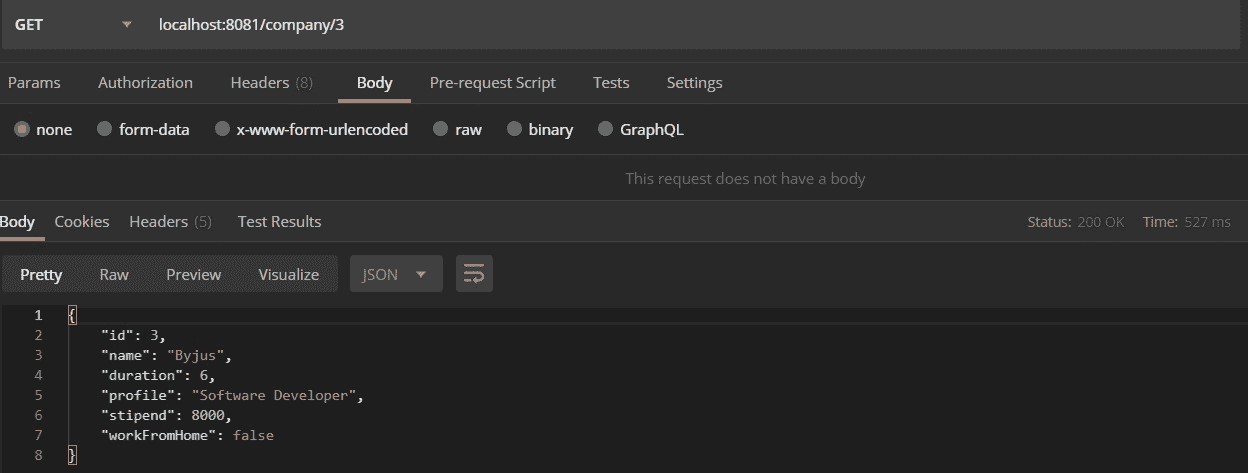 GET localhost:8081/company/3
Params Authorization Headers (8) Body Pre-request Script Tests Settings
none form-data x-www-form-urlencoded raw binary GraphQL
This request does not have a body
Body Cookies Headers (5) Test Results Status: 200 OK Time: 527 ms
Pretty Raw Preview Visualize JSON
1 {
2 "id": 3,
3 "name": "Byjus",
4 "duration": 6,
5 "profile": "Software Developer",
6 "stipend": 8000,
7 "workFromHome": false
8 }